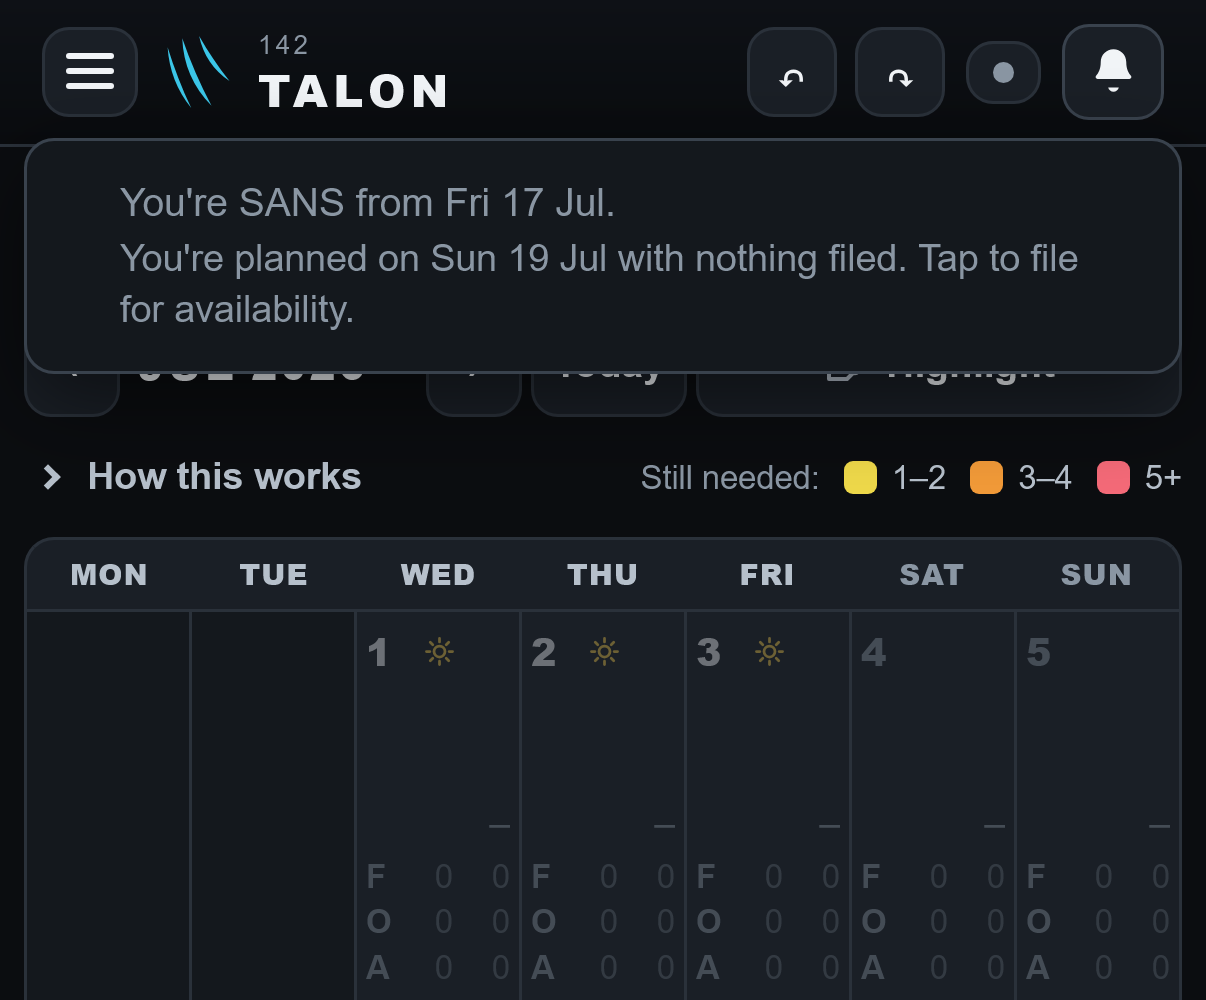 142
TALON
You're SANS from Fri 17 Jul.
You're planned on Sun 19 Jul with nothing filed. Tap to file
for availability.
Today
Highlight
How this works
Still needed: 1–2 3–4 5+
MON TUE WED THU FRI SAT SUN
1 2 3 4 5
– – – – –
F 0 0 F 0 0 F 0 0 F 0 0 F 0 0
O 0 0 O 0 0 O 0 0 O 0 0 O 0 0
A 0 0 A 0 0 A 0 0 A 0 0 A 0 0